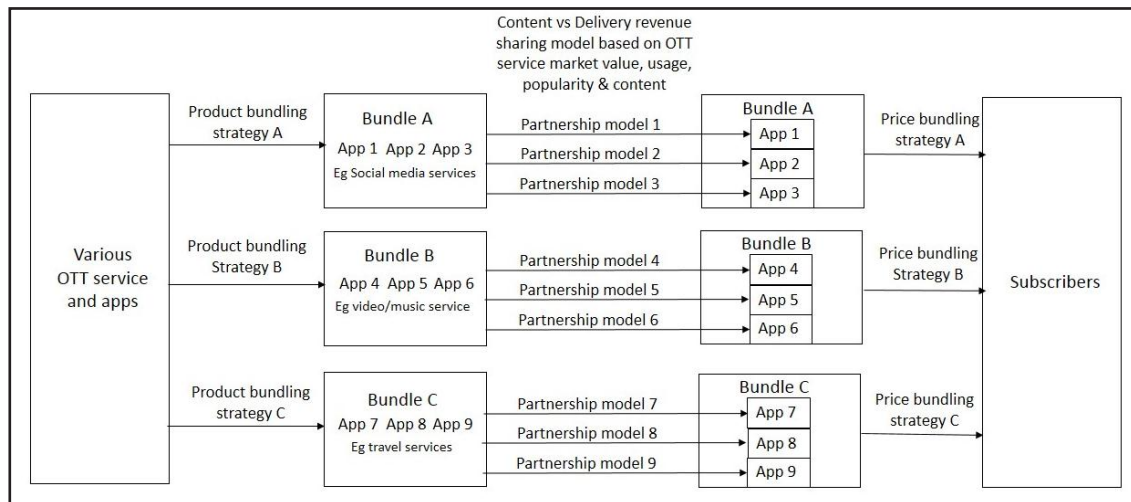 Content vs Delivery revenue
sharing model based on OTT
service market value, usage,
popularity & content
Various
OTT service
and apps
Product bundling
strategy A
Bundle A
App 1 App 2 App 3
Eg Social media services
Partnership model 1
Partnership model 2
Partnership model 3
Bundle A
App 1
App 2
App 3
Price bundling
strategy A
Product bundling
Strategy B
Bundle B
App 4 App 5 App 6
Eg video/music service
Partnership model 4
Partnership model 5
Partnership model 6
Bundle B
App 4
App 5
App 6
Price bundling
Strategy B
Product bundling
strategy C
Bundle C
App 7 App 8 App 9
Eg travel services
Partnership model 7
Partnership model 8
Partnership model 9
Bundle C
App 7
App 8
App 9
Price bundling
strategy C
Subscribers